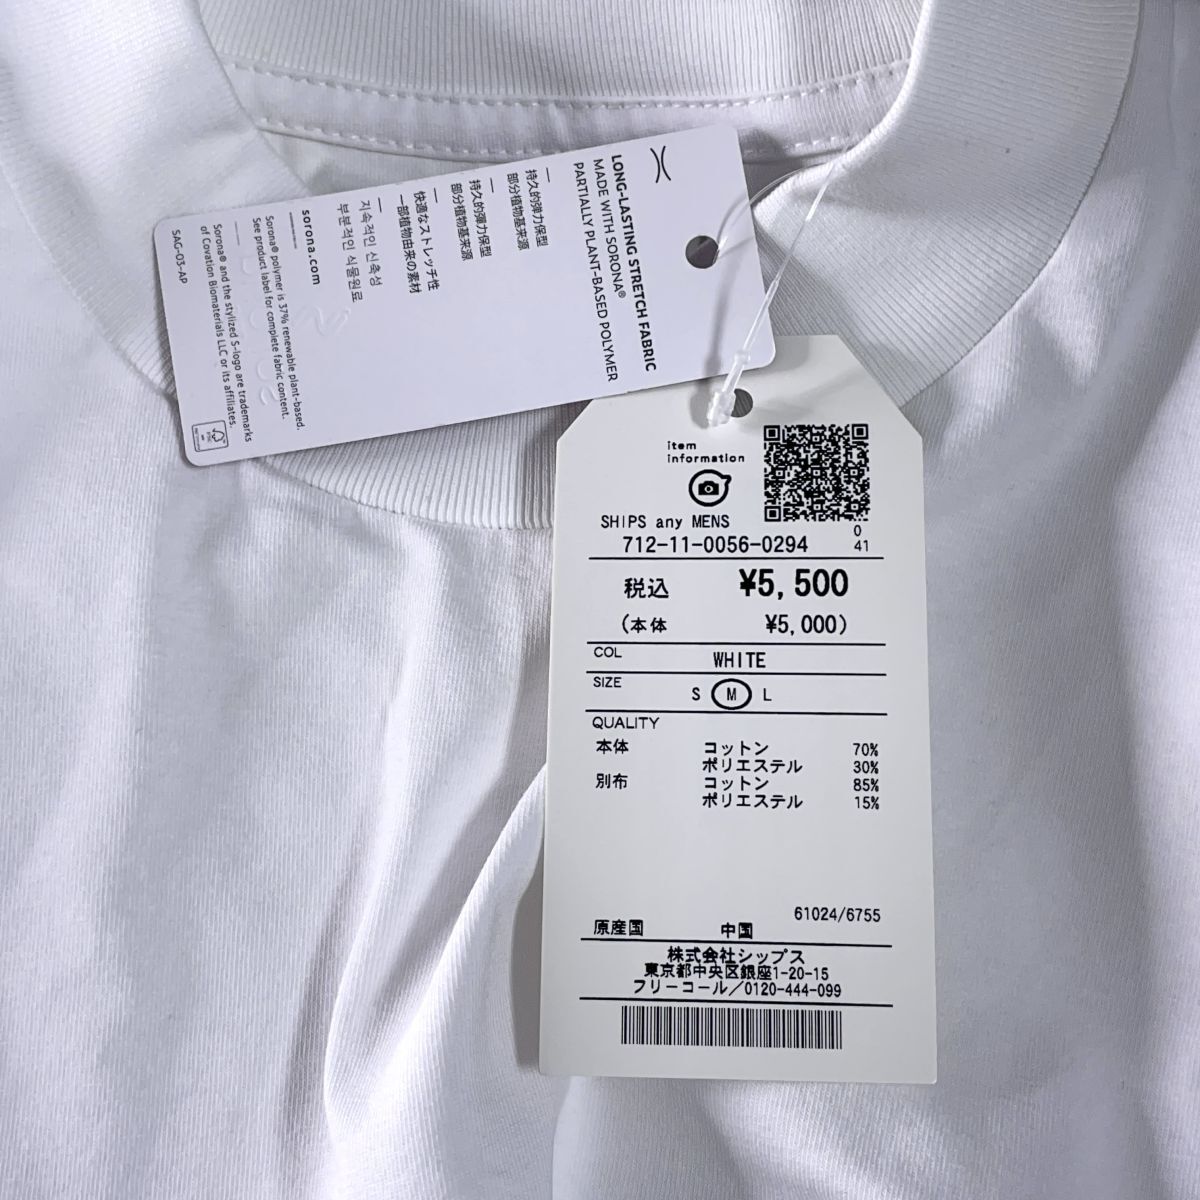 LONG-LASTING STRETCH FABRIC
MADE WITH SORONA®
PARTIALLY PLANT-BASED POLYMER
持久的弹力保型
部分植物基来源
持久的彈力保型
部分植物基來源
快適なストレッチ性
一部植物由来の素材
지속적인 신축성
부분적인 식물원료
sorona.com
Sorona® polymer is 37% renewable plant-based.
See product label for complete fabric content.
Sorona® and the stylized S-logo are trademarks
of Covation Biomaterials LLC or its affiliates.
SAG-03-AP
item
information
SHIPS any MENS
0
712-11-0056-0294
41
税込 ¥5,500
(本体 ¥5,000)
COL WHITE
SIZE S M L
QUALITY
本体 コットン 70%
ポリエステル 30%
別布 コットン 85%
ポリエステル 15%
61024/6755
原産国 中国
株式会社シップス
東京都中央区銀座1-20-15
フリーコール/0120-444-099